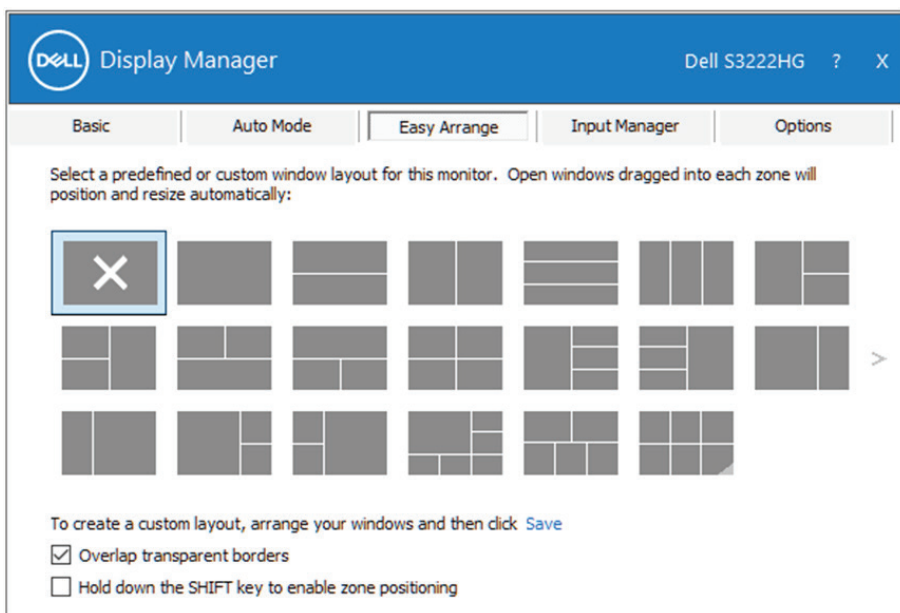 DELL Display Manager Dell S3222HG ? X
Basic Auto Mode Easy Arrange Input Manager Options
Select a predefined or custom window layout for this monitor. Open windows dragged into each zone will
position and resize automatically:
>
To create a custom layout, arrange your windows and then click Save
Overlap transparent borders
Hold down the SHIFT key to enable zone positioning